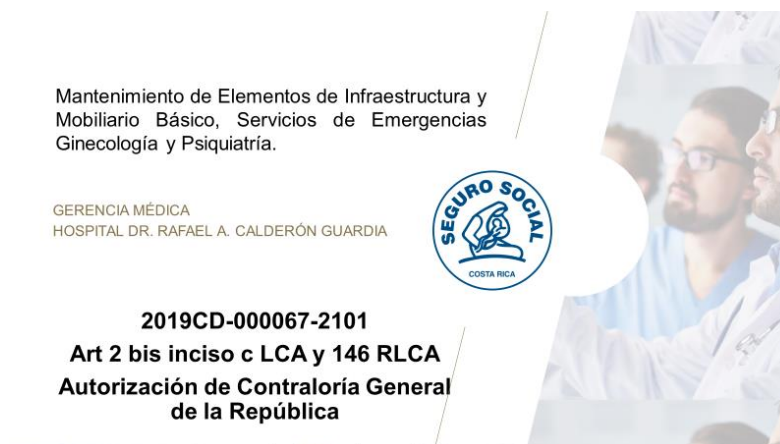 Mantenimiento de Elementos de Infraestructura y
Mobiliario Básico, Servicios de Emergencias
Ginecología y Psiquiatría.
GERENCIA MÉDICA
HOSPITAL DR. RAFAEL A. CALDERÓN GUARDIA
SEGURO SOCIAL
COSTA RICA
2019CD-000067-2101
Art 2 bis inciso c LCA y 146 RLCA
Autorización de Contraloría General
de la República